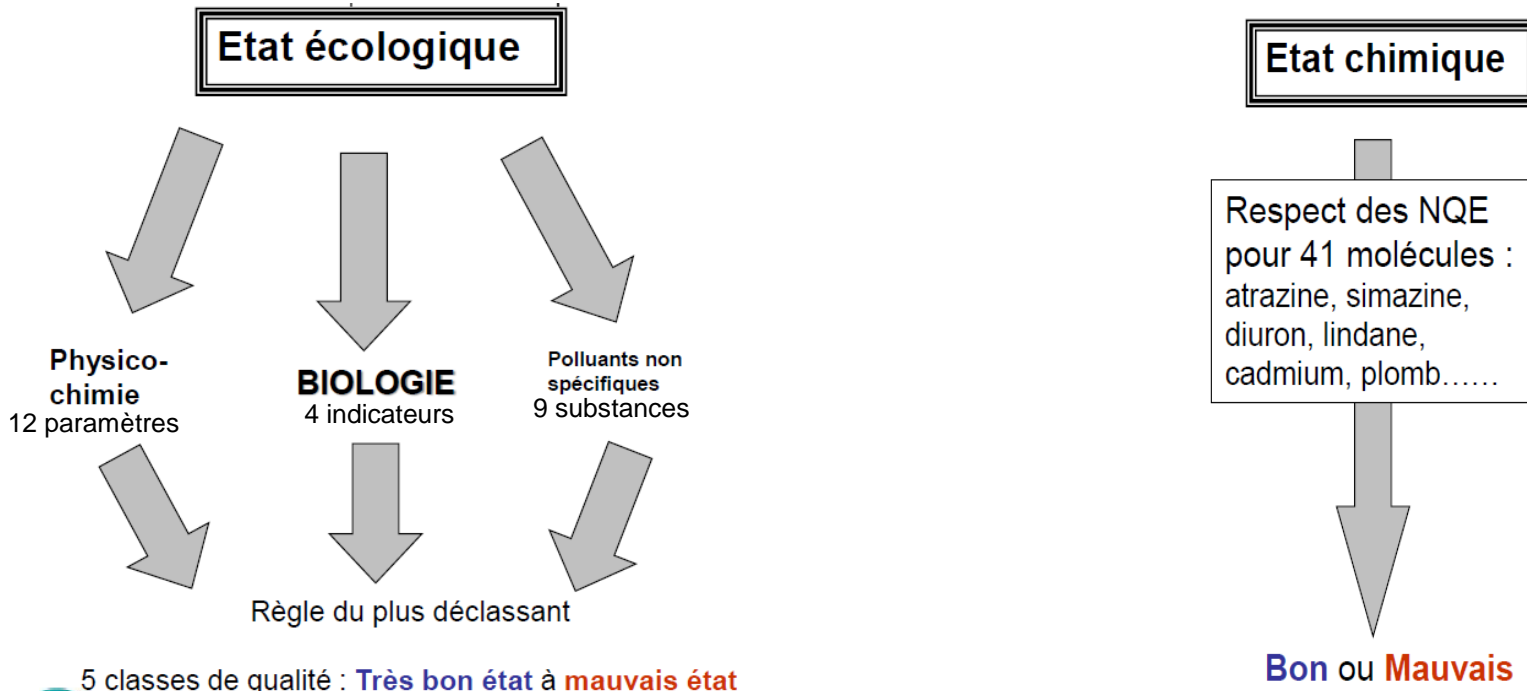 Etat écologique
Physico-
chimie
12 paramètres
BIOLOGIE
4 indicateurs
Polluants non
spécifiques
9 substances
Règle du plus déclassant
5 classes de qualité : Très bon état à mauvais état
Etat chimique
Respect des NQE
pour 41 molécules :
atrazine, simazine,
diuron, lindane,
cadmium, plomb……
Bon ou Mauvais